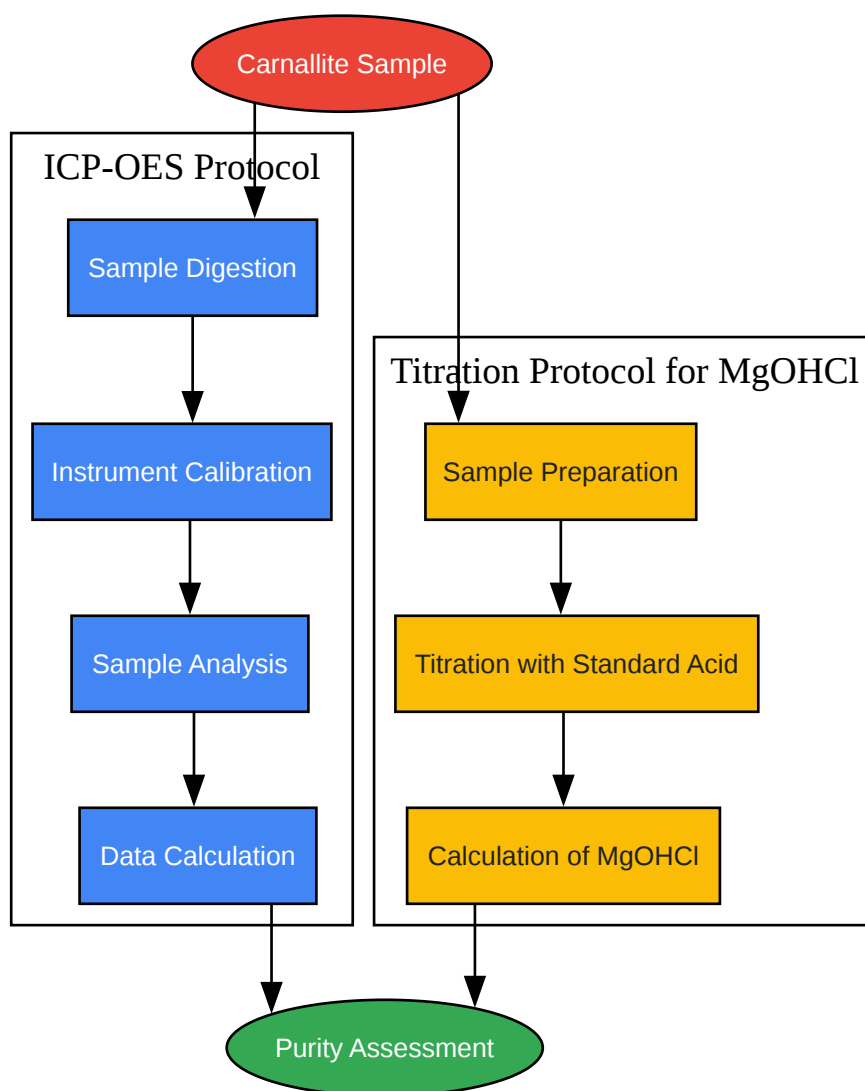 Carnallite Sample
ICP-OES Protocol
Sample Digestion
Instrument Calibration
Sample Analysis
Data Calculation
Titration Protocol for MgOHCl
Sample Preparation
Titration with Standard Acid
Calculation of MgOHCl
Purity Assessment